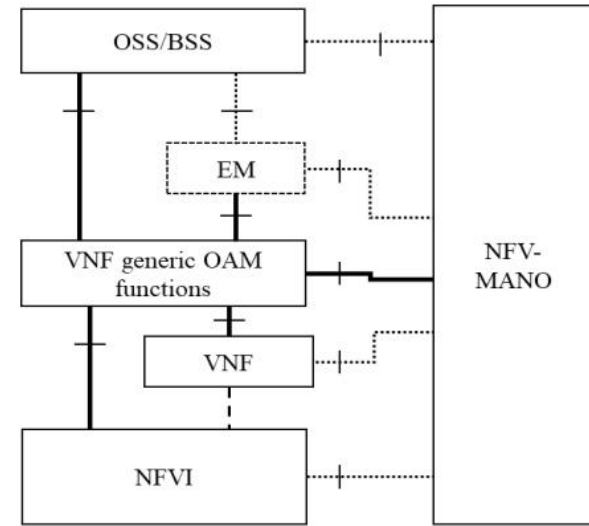 OSS/BSS
EM
VNF generic OAM
functions
VNF
NFVI
NFV-
MANO